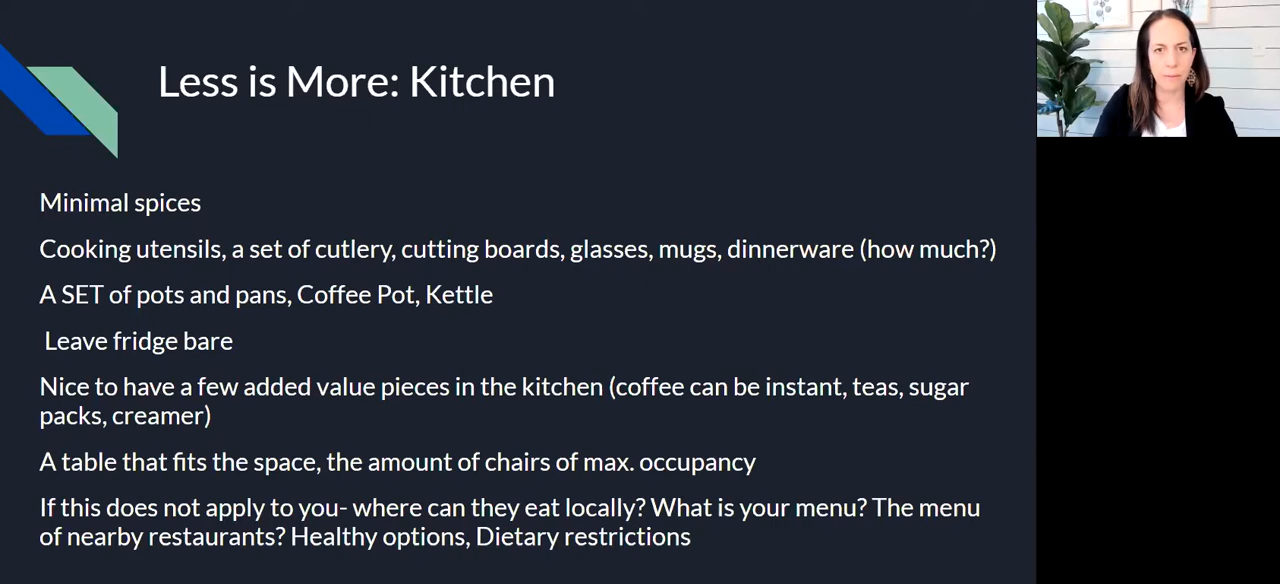 Less is More: Kitchen
Minimal spices
Cooking utensils, a set of cutlery, cutting boards, glasses, mugs, dinnerware (how much?)
A SET of pots and pans, Coffee Pot, Kettle
Leave fridge bare
Nice to have a few added value pieces in the kitchen (coffee can be instant, teas, sugar
packs, creamer)
A table that fits the space, the amount of chairs of max. occupancy
If this does not apply to you- where can they eat locally? What is your menu? The menu
of nearby restaurants? Healthy options, Dietary restrictions